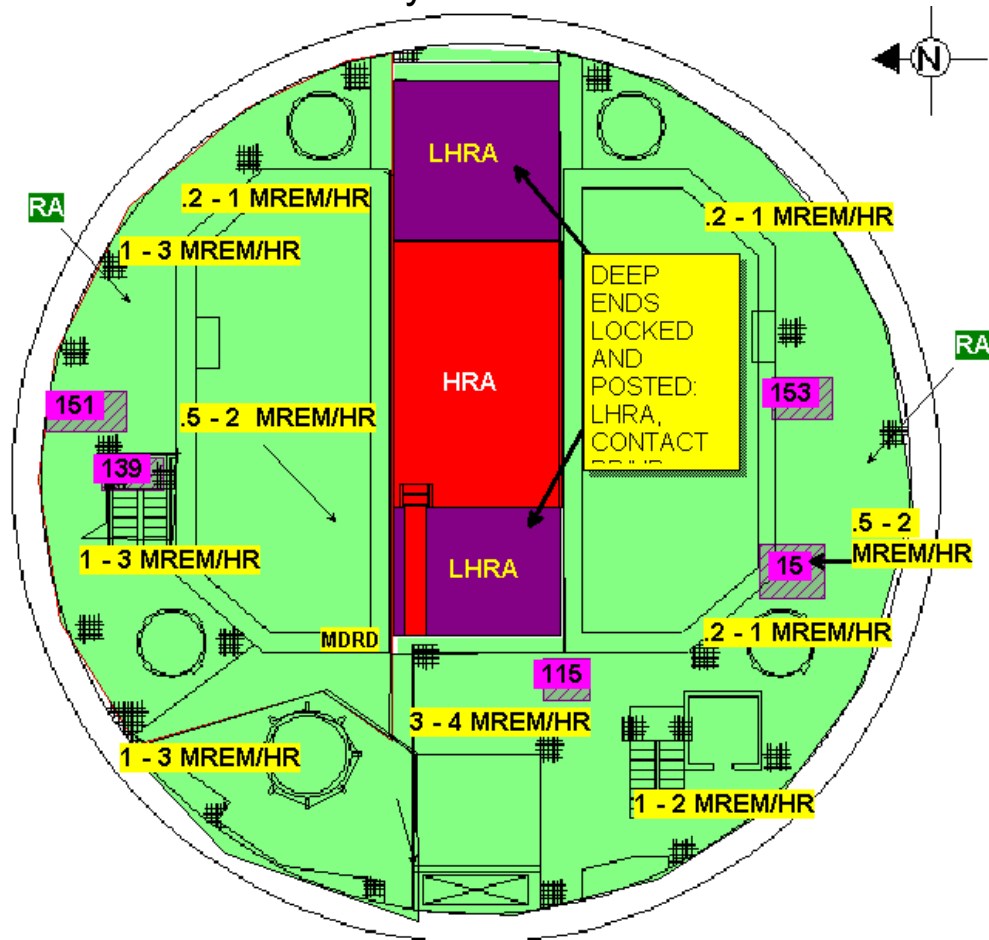 N
LHRA
RA
.2 - 1 MREM/HR
.2 - 1 MREM/HR
1 - 3 MREM/HR
DEEP
ENDS
LOCKED
AND
POSTED:
LHRA,
CONTACT
RA
HRA
151
153
.5 - 2 MREM/HR
139
.5 - 2
MREM/HR
1 - 3 MREM/HR
LHRA
15
.2 - 1 MREM/HR
MDRD
115
3 - 4 MREM/HR
1 - 3 MREM/HR
1 - 2 MREM/HR